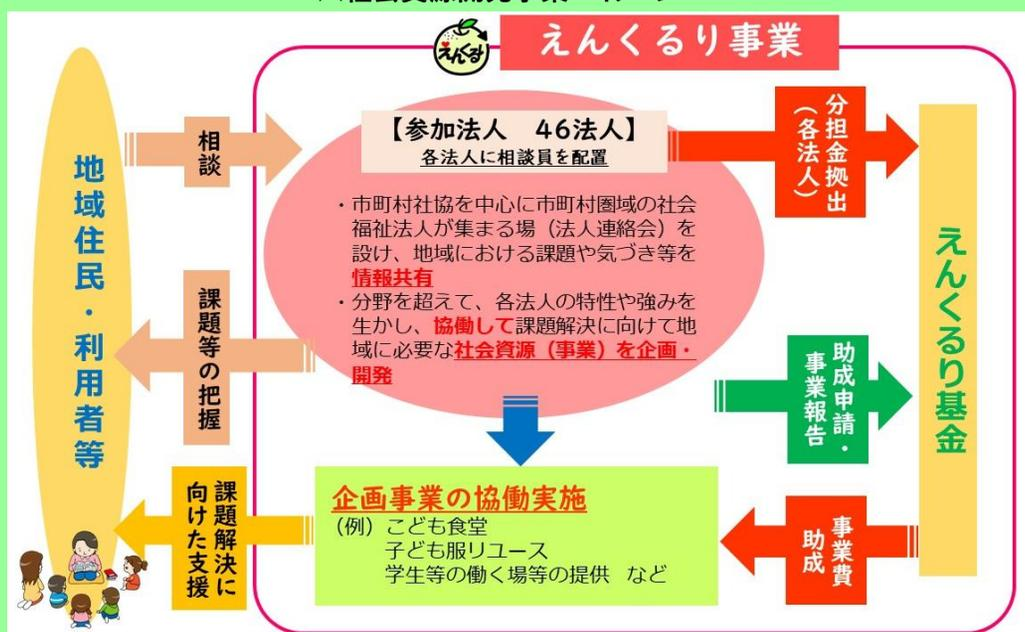 えんくるり
えんくるり事業
地域住民・利用者等
相談
課題等の把握
課題解決に
向けた支援
【参加法人 46法人】
各法人に相談員を配置
・市町村社協を中心に市町村圏域の社会
福祉法人が集まる場（法人連絡会）を
設け、地域における課題や気づき等を
情報共有
・分野を超えて、各法人の特性や強みを
生かし、協働して課題解決に向けて地
域に必要な社会資源（事業）を企画・
開発
企画事業の協働実施
（例）こども食堂
子ども服リユース
学生等の働く場等の提供 など
分担金拠出
（各法人）
助成申請・
事業報告
事業費
助成
えんくるり基金